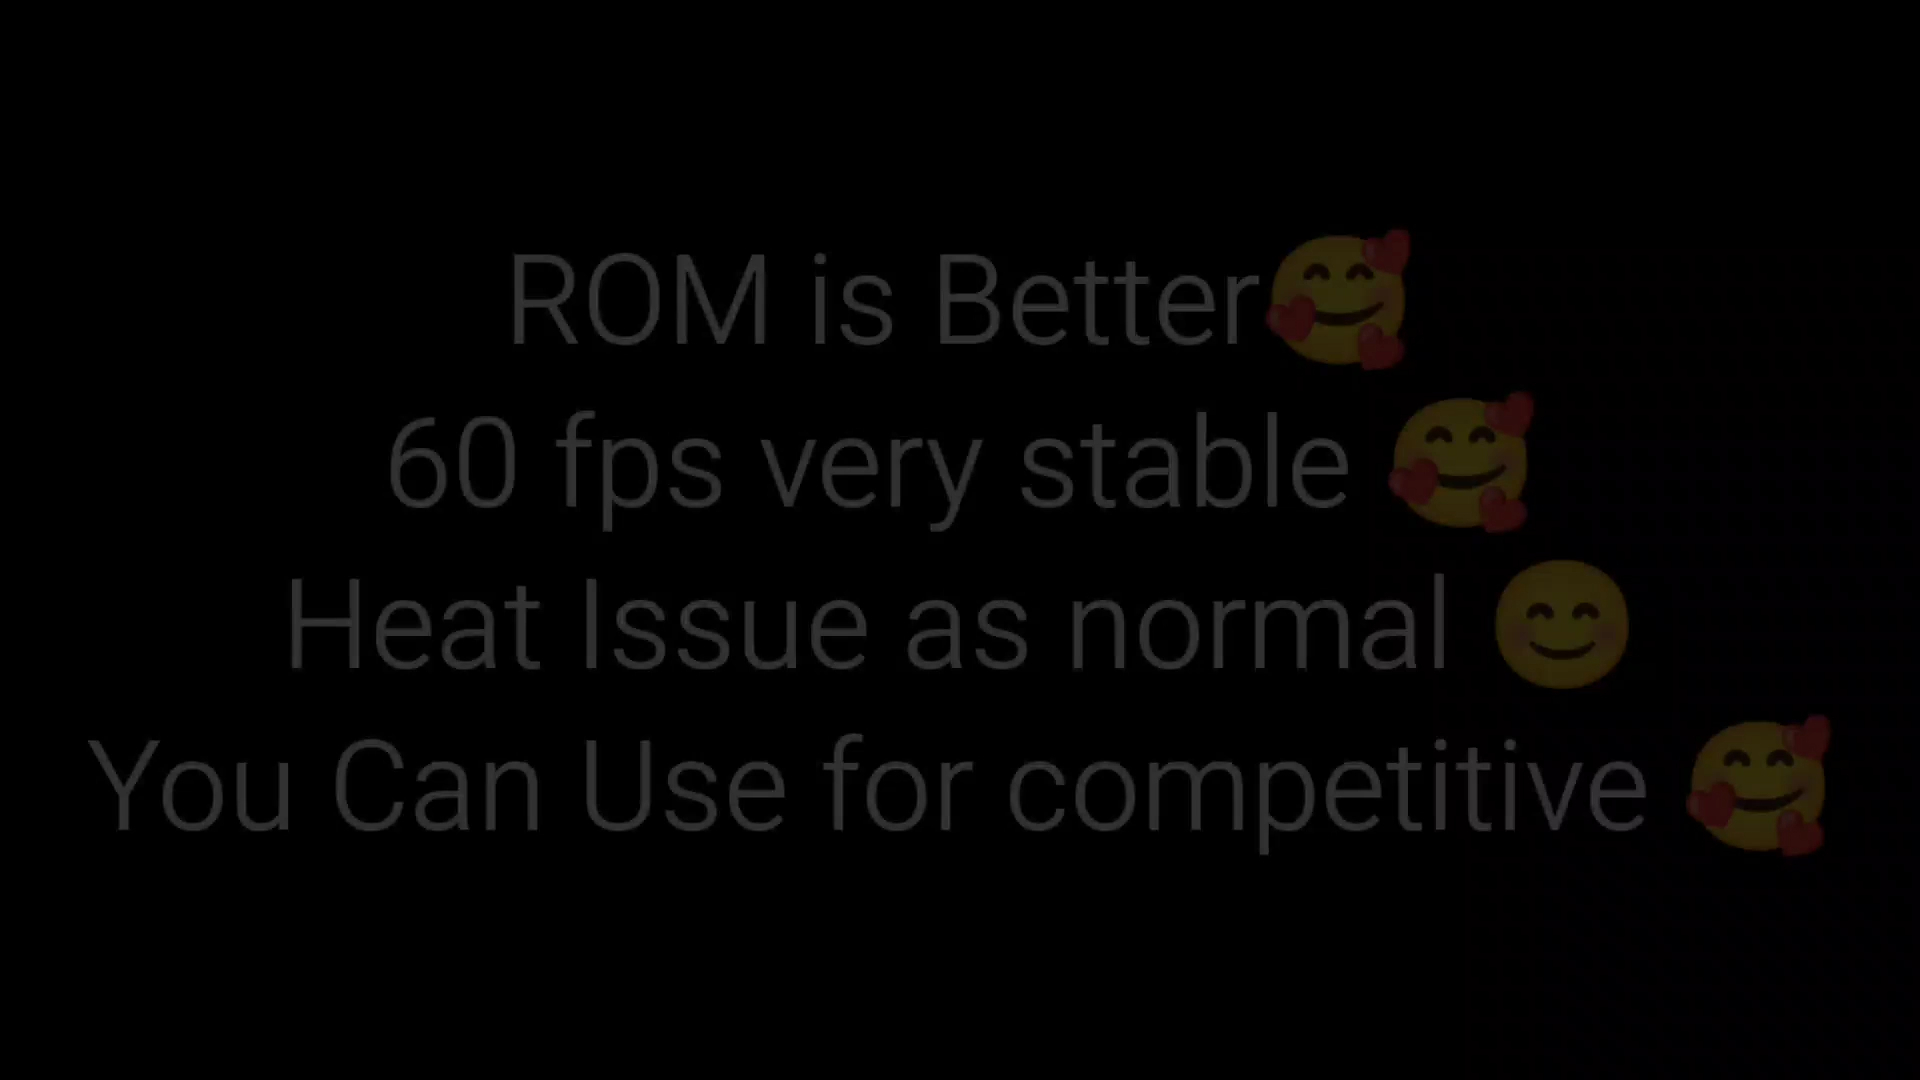 ROM is Better🥰
60 fps very stable 🥰
Heat Issue as normal 😊
You Can Use for competitive 🥰